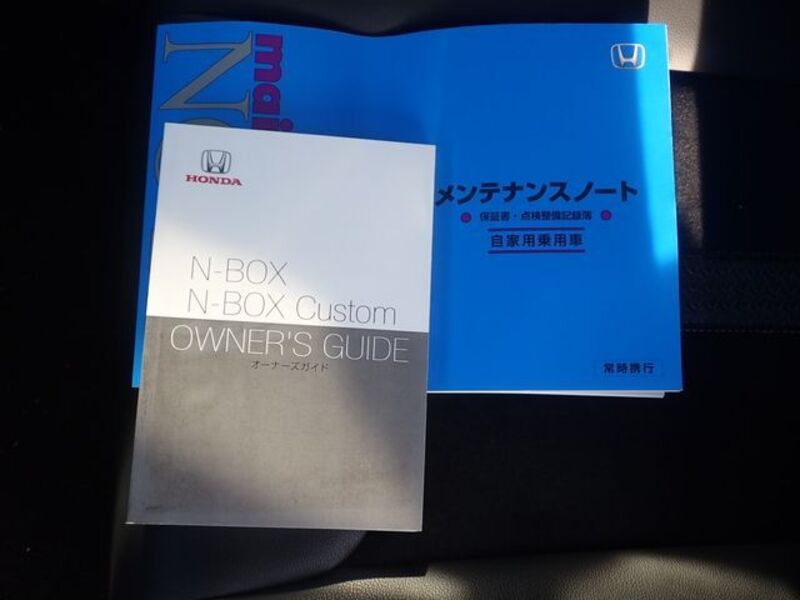 HONDA
N-BOX
N-BOX Custom
OWNER'S GUIDE
オーナーズガイド
メンテナンスノート
保証書・点検整備記録簿
自家用乗用車
常時携行
mai
N